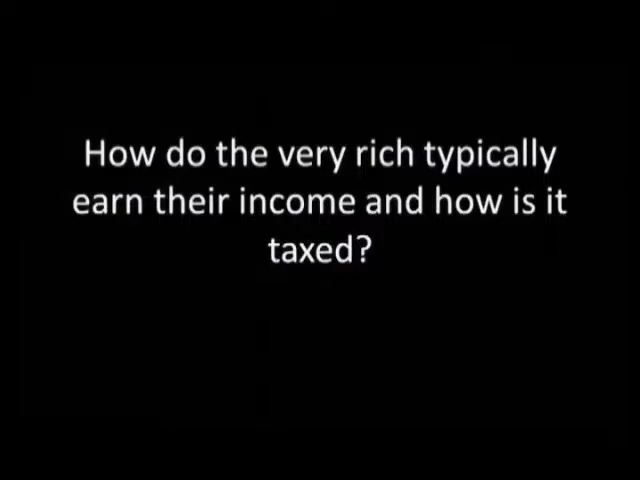 How do the very rich typically
earn their income and how is it
taxed?